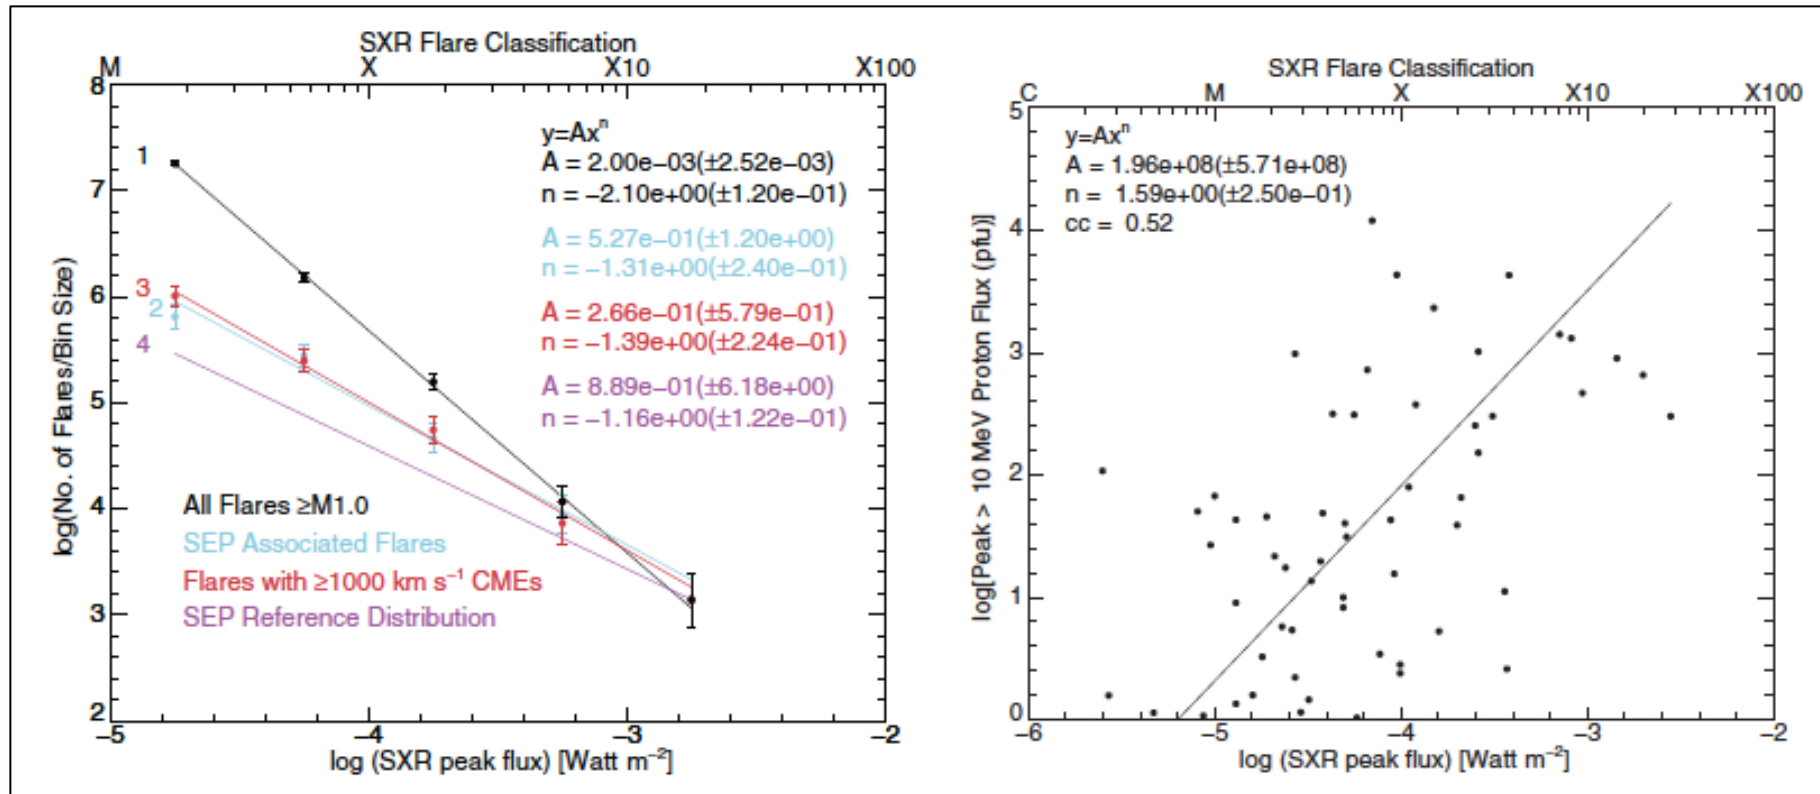 SXR Flare Classification
M X X10 X100
8
7
6
5
4
3
2
log(No. of Flares/Bin Size)
1
3
2
4
y=Axⁿ
A = 2.00e−03(±2.52e−03)
n = −2.10e+00(±1.20e−01)
A = 5.27e−01(±1.20e+00)
n = −1.31e+00(±2.40e−01)
A = 2.66e−01(±5.79e−01)
n = −1.39e+00(±2.24e−01)
A = 8.89e−01(±6.18e+00)
n = −1.16e+00(±1.22e−01)
All Flares ≥M1.0
SEP Associated Flares
Flares with ≥1000 km s⁻¹ CMEs
SEP Reference Distribution
−5 −4 −3 −2
log (SXR peak flux) [Watt m⁻²]
SXR Flare Classification
C M X X10 X100
5
4
3
2
1
0
log[Peak > 10 MeV Proton Flux (pfu)]
y=Axⁿ
A = 1.96e+08(±5.71e+08)
n = 1.59e+00(±2.50e−01)
cc = 0.52
−6 −5 −4 −3 −2
log (SXR peak flux) [Watt m⁻²]